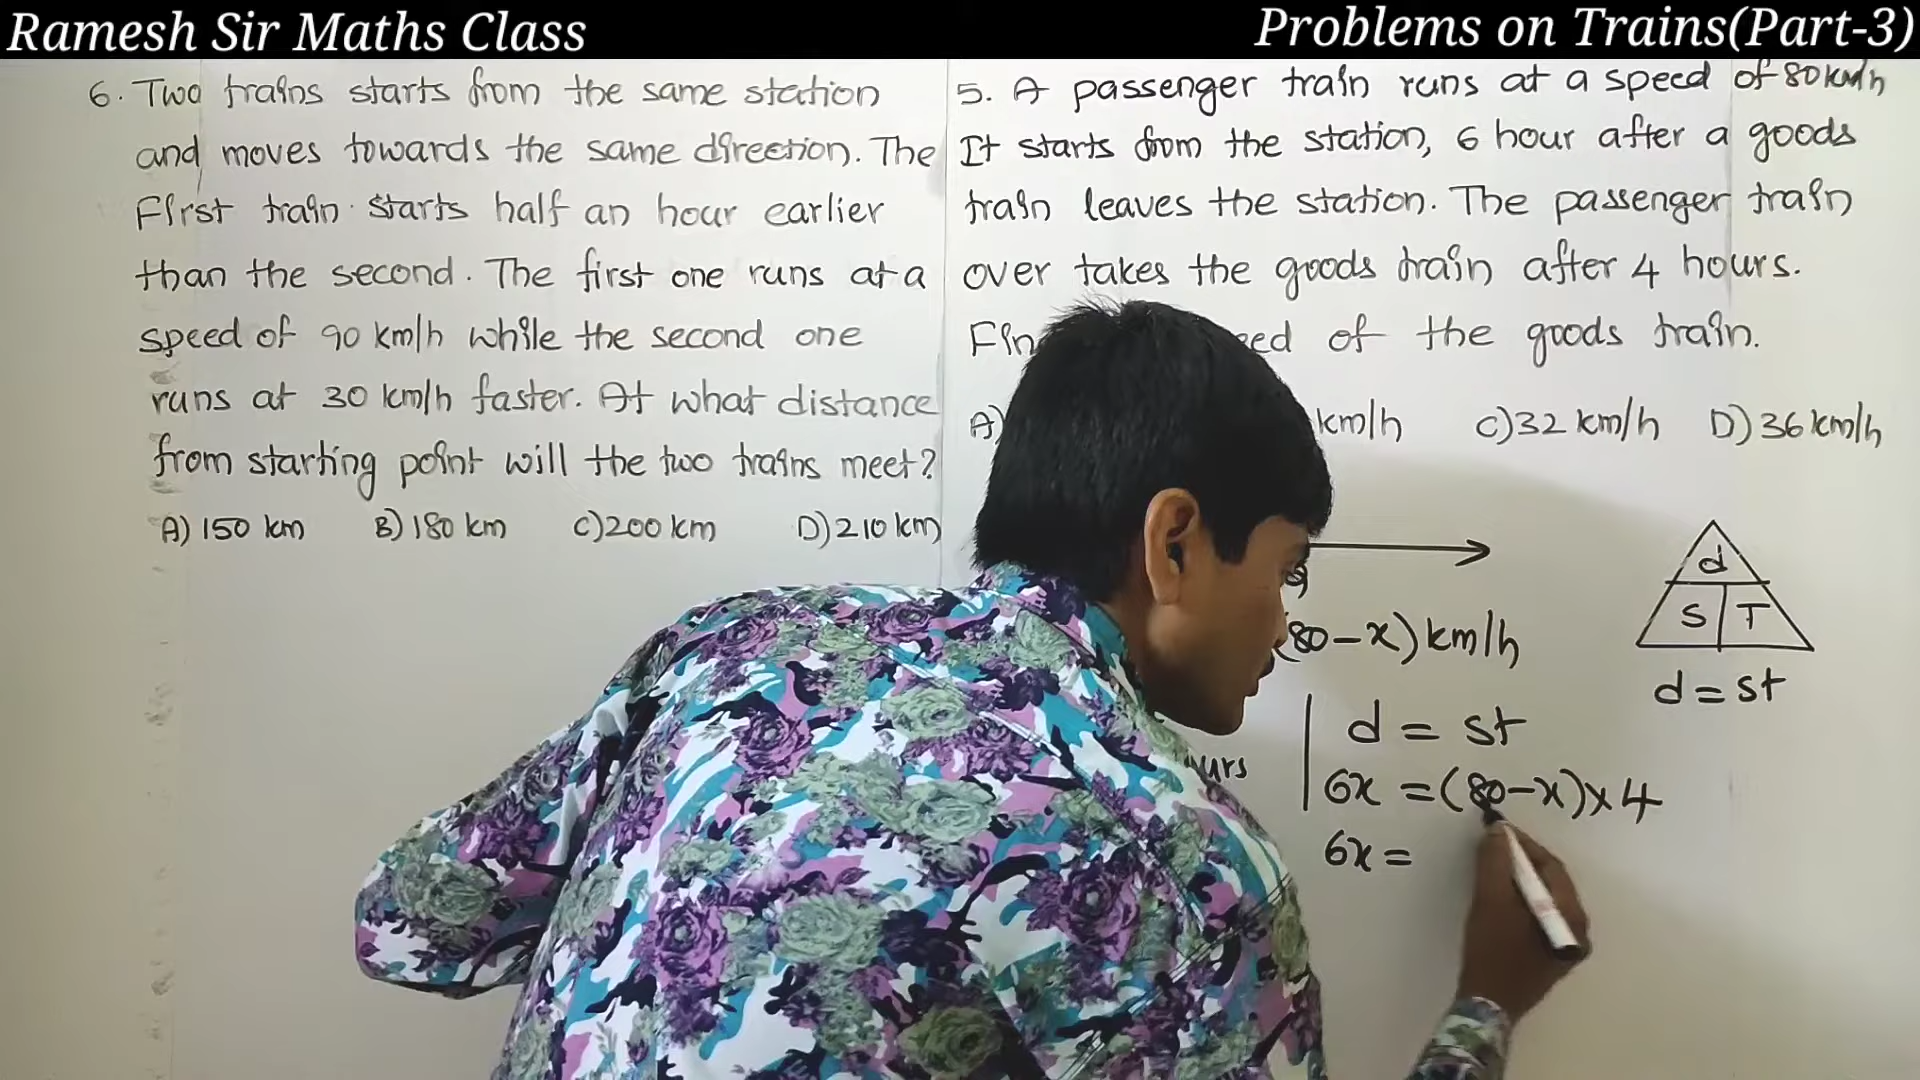 Ramesh Sir Maths Class
Problems on Trains(Part-3)
6. Two trains starts from the same station
and moves towards the same direction. The
First train starts half an hour earlier
than the second. The first one runs at a
speed of 90 km/h while the second one
runs at 30 km/h faster. At what distance
from starting point will the two trains meet?
A) 150 km B) 180 km C) 200 km D) 210 km
5. A passenger train runs at a speed of 80 km/h
It starts from the station, 6 hour after a goods
train leaves the station. The passenger train
over takes the goods train after 4 hours.
of the goods train.
A) km/h C) 32 km/h D) 36 km/h
d
S T
d = st
(80-x) km/h
d = st
6x = (80-x)x4
6x =